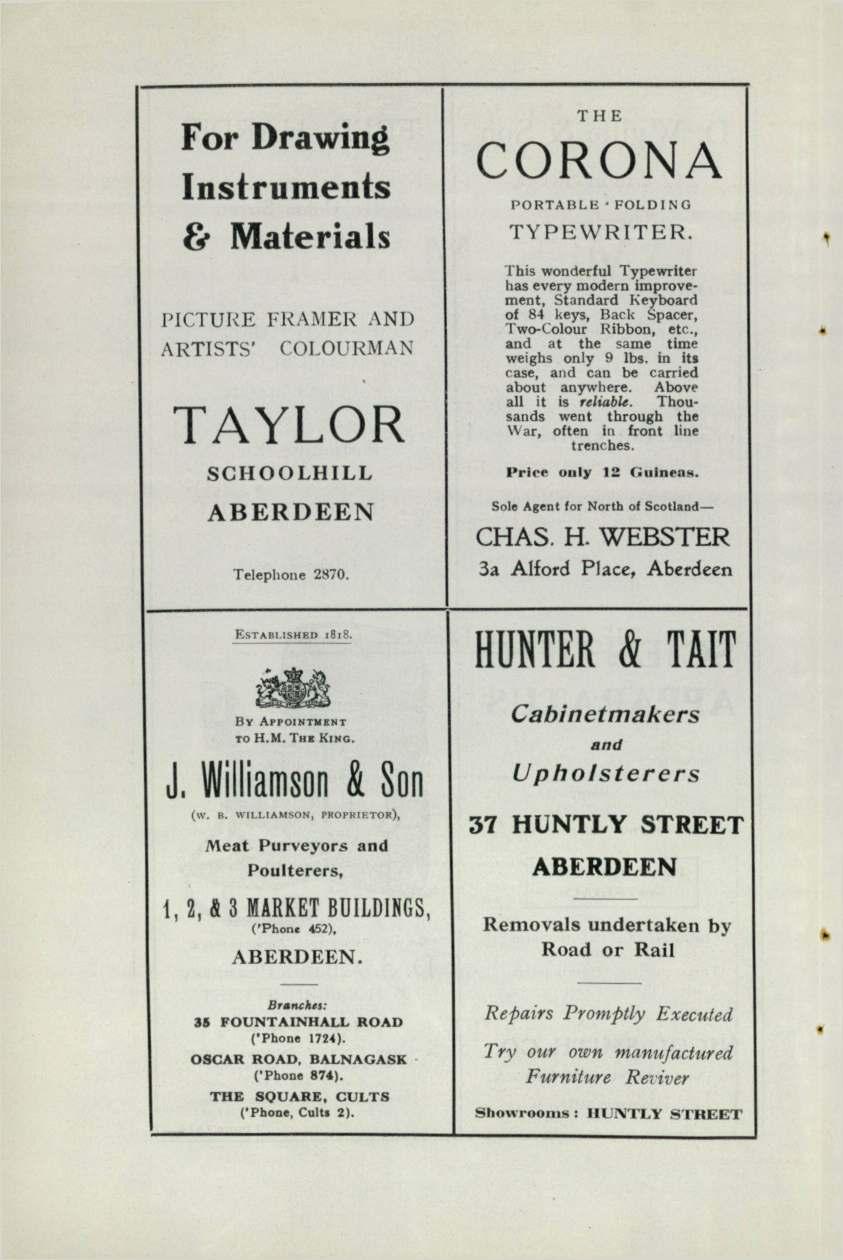 For Drawing
Instruments
& Materials
PICTURE FRAMER AND
ARTISTS' COLOURMAN
TAYLOR
SCHOOLHILL
ABERDEEN
Telephone 2870.
THE
CORONA
PORTABLE · FOLDING
TYPEWRITER.
This wonderful Typewriter
has every modern improve-
ment, Standard Keyboard
of 84 keys, Back Spacer,
Two-Colour Ribbon, etc.,
and at the same time
weighs only 9 lbs. in its
case, and can be carried
about anywhere. Above
all it is reliable. Thou-
sands went through the
War, often in front line
trenches.
Price only 12 Guineas.
Sole Agent for North of Scotland—
CHAS. H. WEBSTER
3a Alford Place, Aberdeen
ESTABLISHED 1818.
BY APPOINTMENT
TO H.M. THE KING.
J. Williamson & Son
(W. B. WILLIAMSON, PROPRIETOR),
Meat Purveyors and
Poulterers,
1, 2, & 3 MARKET BUILDINGS,
('Phone 452),
ABERDEEN.
Branches:
35 FOUNTAINHALL ROAD
('Phone 1724).
OSCAR ROAD, BALNAGASK
('Phone 874).
THE SQUARE, CULTS
('Phone, Cults 2).
HUNTER & TAIT
Cabinetmakers
and
Upholsterers
37 HUNTLY STREET
ABERDEEN
Removals undertaken by
Road or Rail
Repairs Promptly Executed
Try our own manufactured
Furniture Reviver
Showrooms: HUNTLY STREET